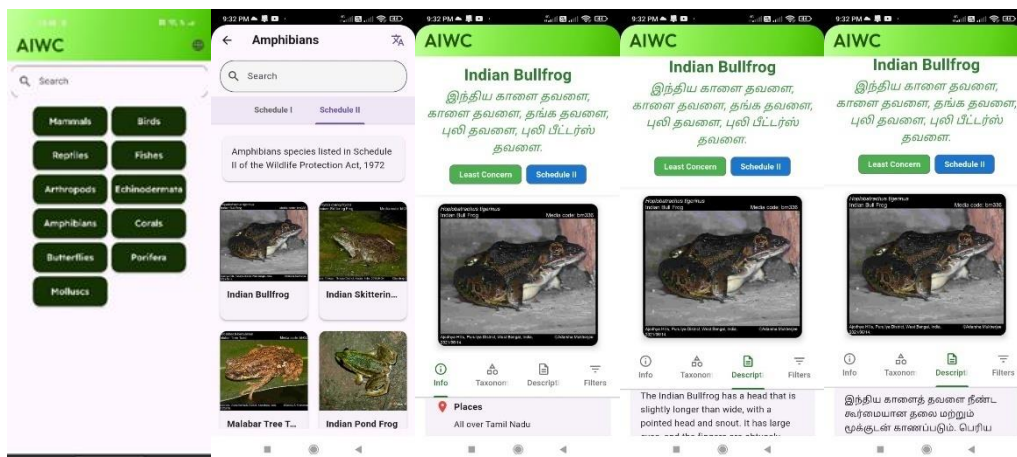 AIWC
Search
Mammals
Birds
Reptiles
Fishes
Arthropods
Echinodermata
Amphibians
Corals
Butterflies
Porifera
Molluscs
9:32 PM
Amphibians
Search
Schedule I
Schedule II
Amphibians species listed in Schedule
II of the Wildlife Protection Act, 1972
Indian Bullfrog
Indian Skitterin...
Malabar Tree T...
Indian Pond Frog
9:32 PM
AIWC
Indian Bullfrog
இந்திய காளை தவளை,
காளை தவளை, தங்க தவளை,
புலி தவளை, புலி பீட்டர்ஸ்
தவளை.
Least Concern
Schedule II
Hoplobatrachus tigerinus
Indian Bull Frog
Media code: bm336
Info
Taxonom
Descripti
Filters
Places
All over Tamil Nadu
9:32 PM
AIWC
Indian Bullfrog
இந்திய காளை தவளை,
காளை தவளை, தங்க தவளை,
புலி தவளை, புலி பீட்டர்ஸ்
தவளை.
Least Concern
Schedule II
Hoplobatrachus tigerinus
Indian Bull Frog
Media code: bm336
Info
Taxonom
Descripti
Filters
The Indian Bullfrog has a head that is
slightly longer than wide, with a
pointed head and snout. It has large
9:32 PM
AIWC
Indian Bullfrog
இந்திய காளை தவளை,
காளை தவளை, தங்க தவளை,
புலி தவளை, புலி பீட்டர்ஸ்
தவளை.
Least Concern
Schedule II
Hoplobatrachus tigerinus
Indian Bull Frog
Media code: bm336
Info
Taxonom
Descripti
Filters
இந்திய காளைத் தவளை நீண்ட
கூர்மையான தலை மற்றும்
மூக்குடன் காணப்படும். பெரிய